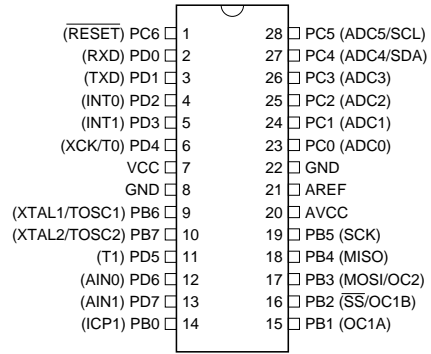 (RESET) PC6 1 28 PC5 (ADC5/SCL)
(RXD) PD0 2 27 PC4 (ADC4/SDA)
(TXD) PD1 3 26 PC3 (ADC3)
(INT0) PD2 4 25 PC2 (ADC2)
(INT1) PD3 5 24 PC1 (ADC1)
(XCK/T0) PD4 6 23 PC0 (ADC0)
VCC 7 22 GND
GND 8 21 AREF
(XTAL1/TOSC1) PB6 9 20 AVCC
(XTAL2/TOSC2) PB7 10 19 PB5 (SCK)
(T1) PD5 11 18 PB4 (MISO)
(AIN0) PD6 12 17 PB3 (MOSI/OC2)
(AIN1) PD7 13 16 PB2 (SS/OC1B)
(ICP1) PB0 14 15 PB1 (OC1A)